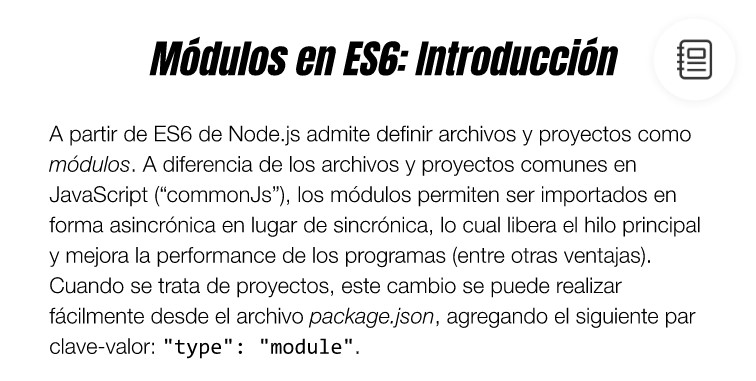 Módulos en ES6: Introducción
A partir de ES6 de Node.js admite definir archivos y proyectos como
módulos. A diferencia de los archivos y proyectos comunes en
JavaScript (“commonJs”), los módulos permiten ser importados en
forma asincrónica en lugar de sincrónica, lo cual libera el hilo principal
y mejora la performance de los programas (entre otras ventajas).
Cuando se trata de proyectos, este cambio se puede realizar
fácilmente desde el archivo package.json, agregando el siguiente par
clave-valor: "type": "module".